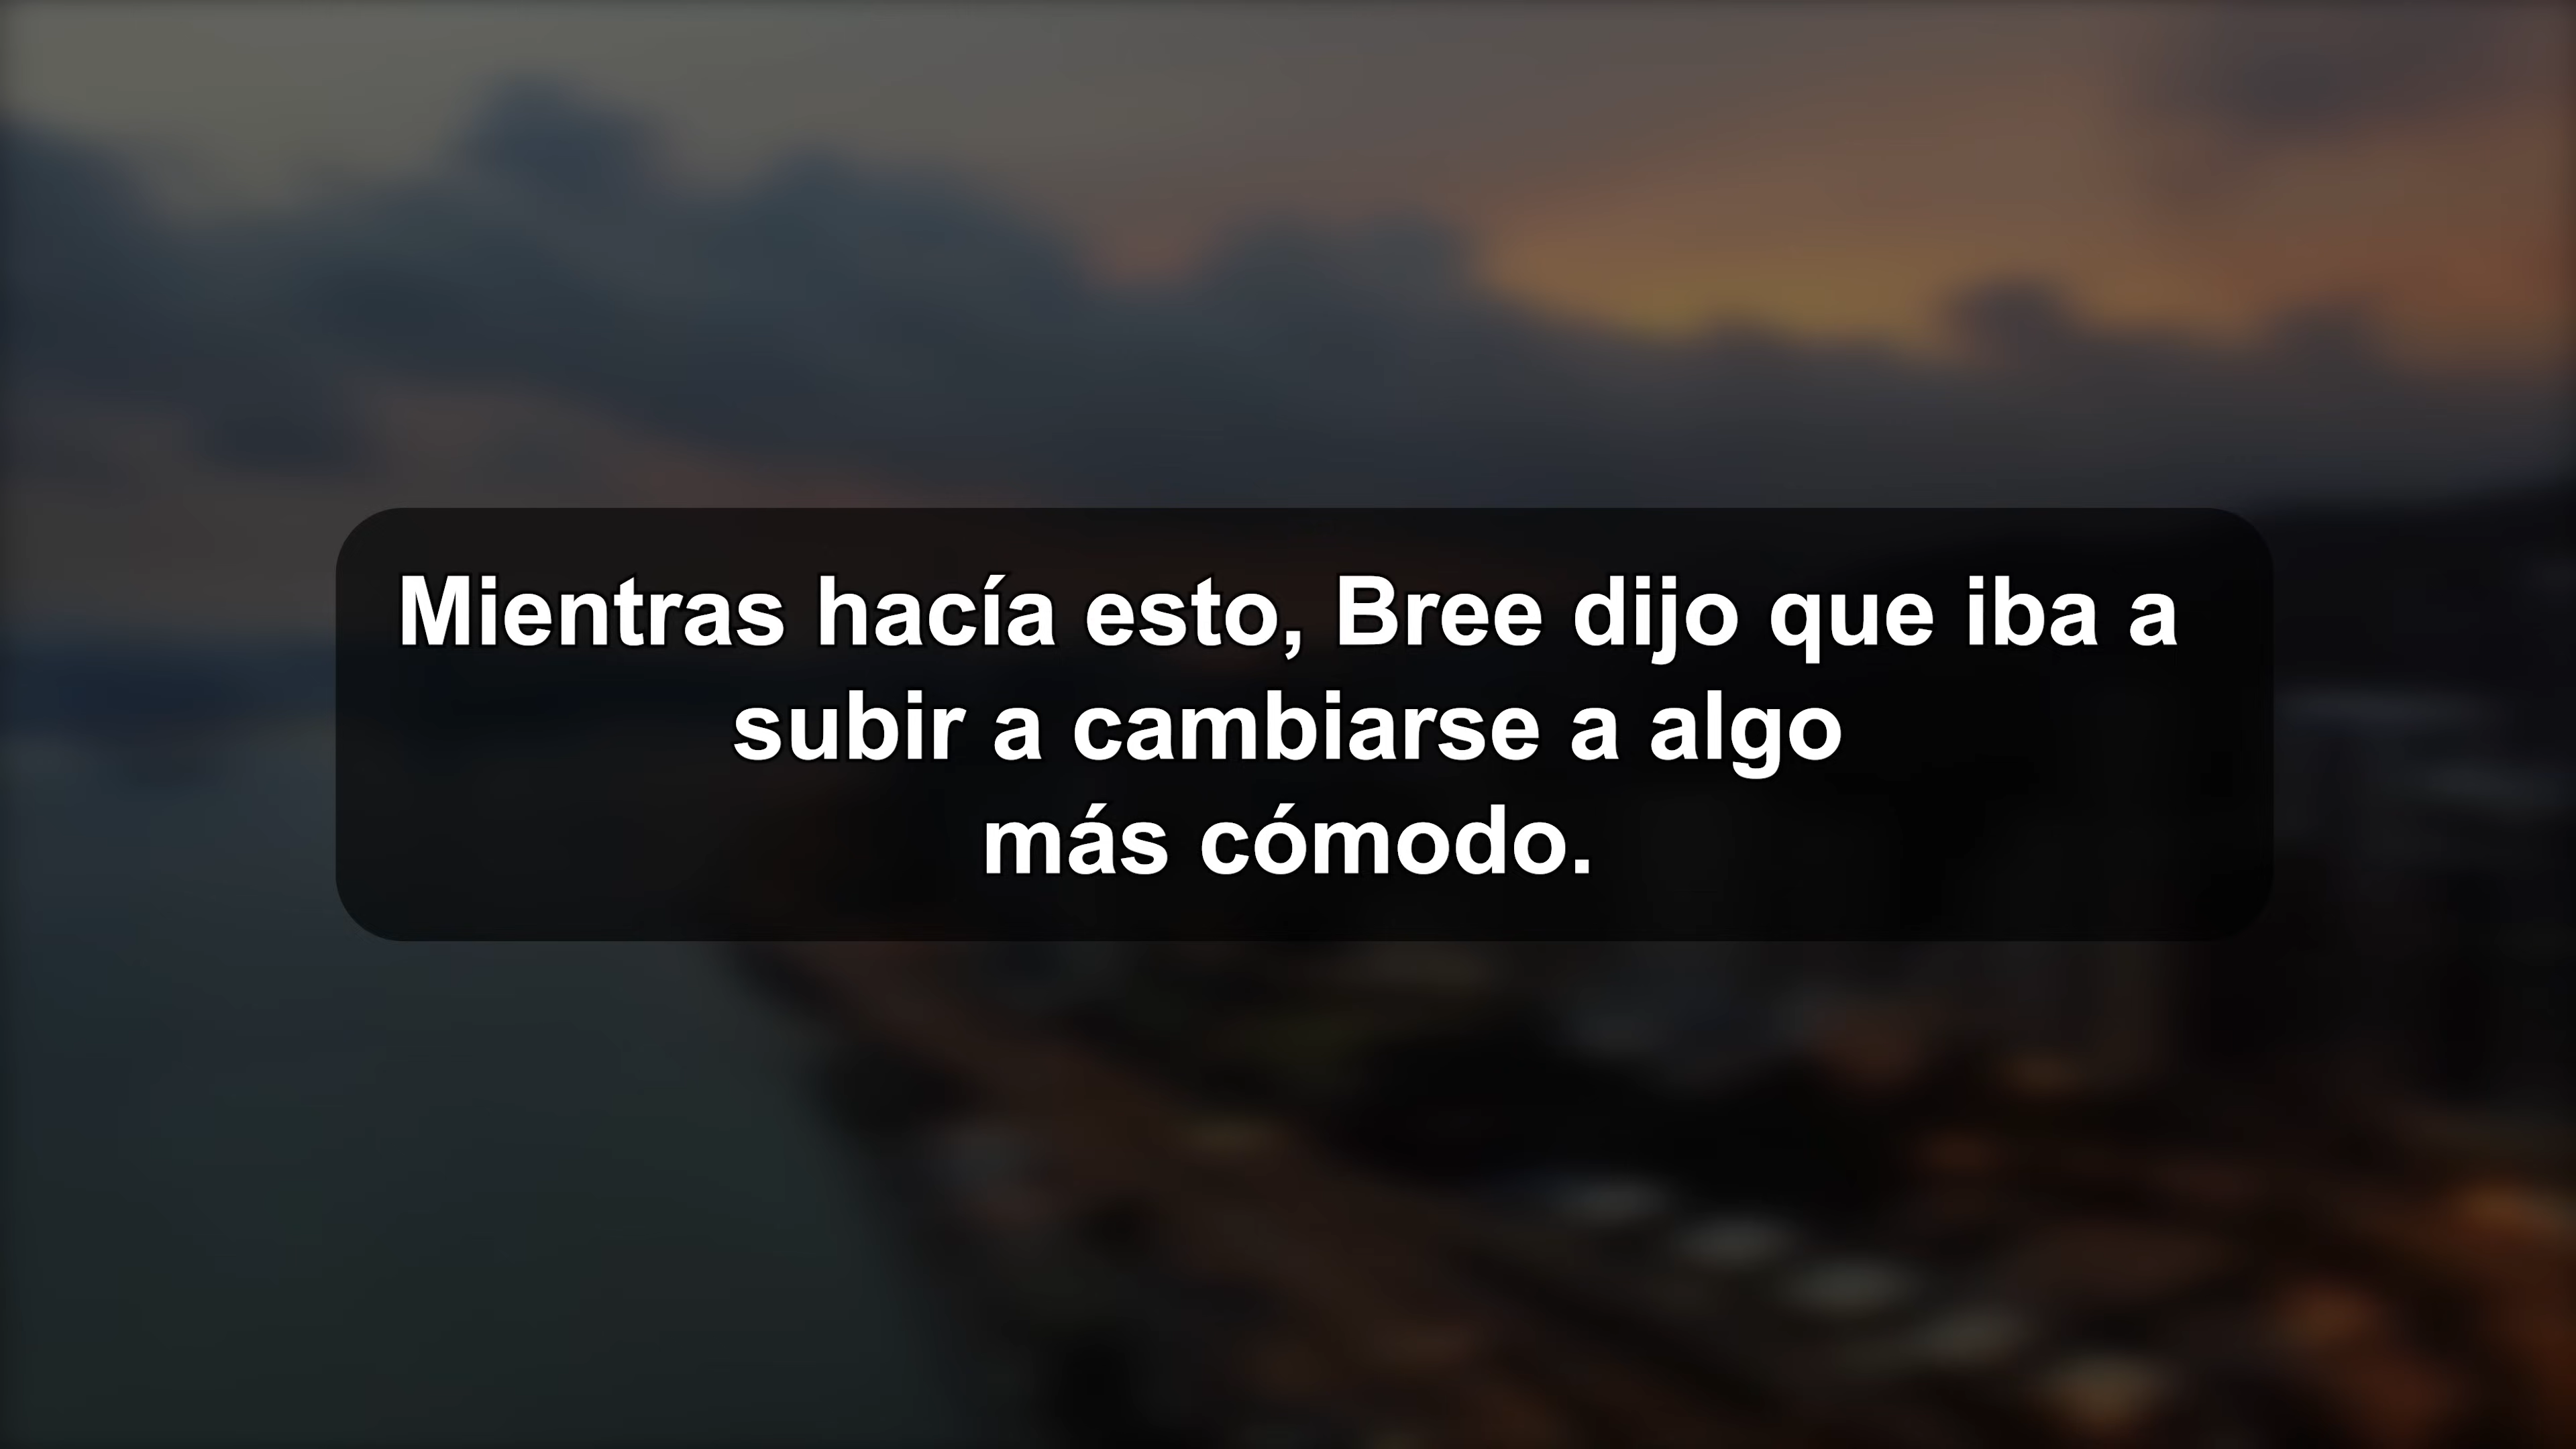 Mientras hacía esto, Bree dijo que iba a
subir a cambiarse a algo
más cómodo.